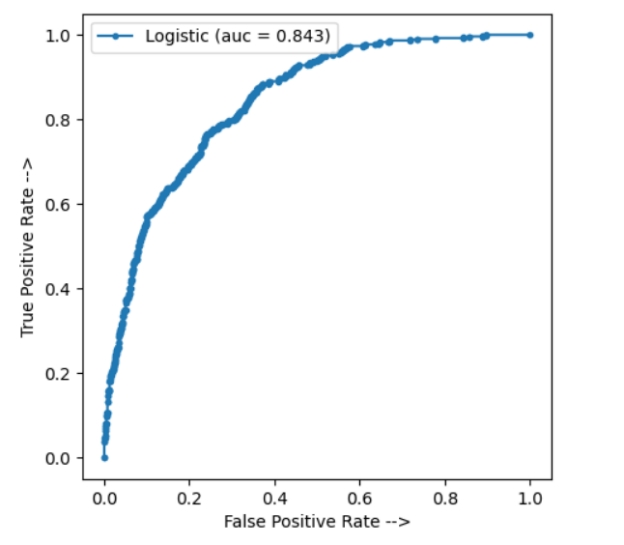 Logistic (auc = 0.843)
1.0
0.8
0.6
0.4
0.2
0.0
True Positive Rate -->
0.0 0.2 0.4 0.6 0.8 1.0
False Positive Rate -->